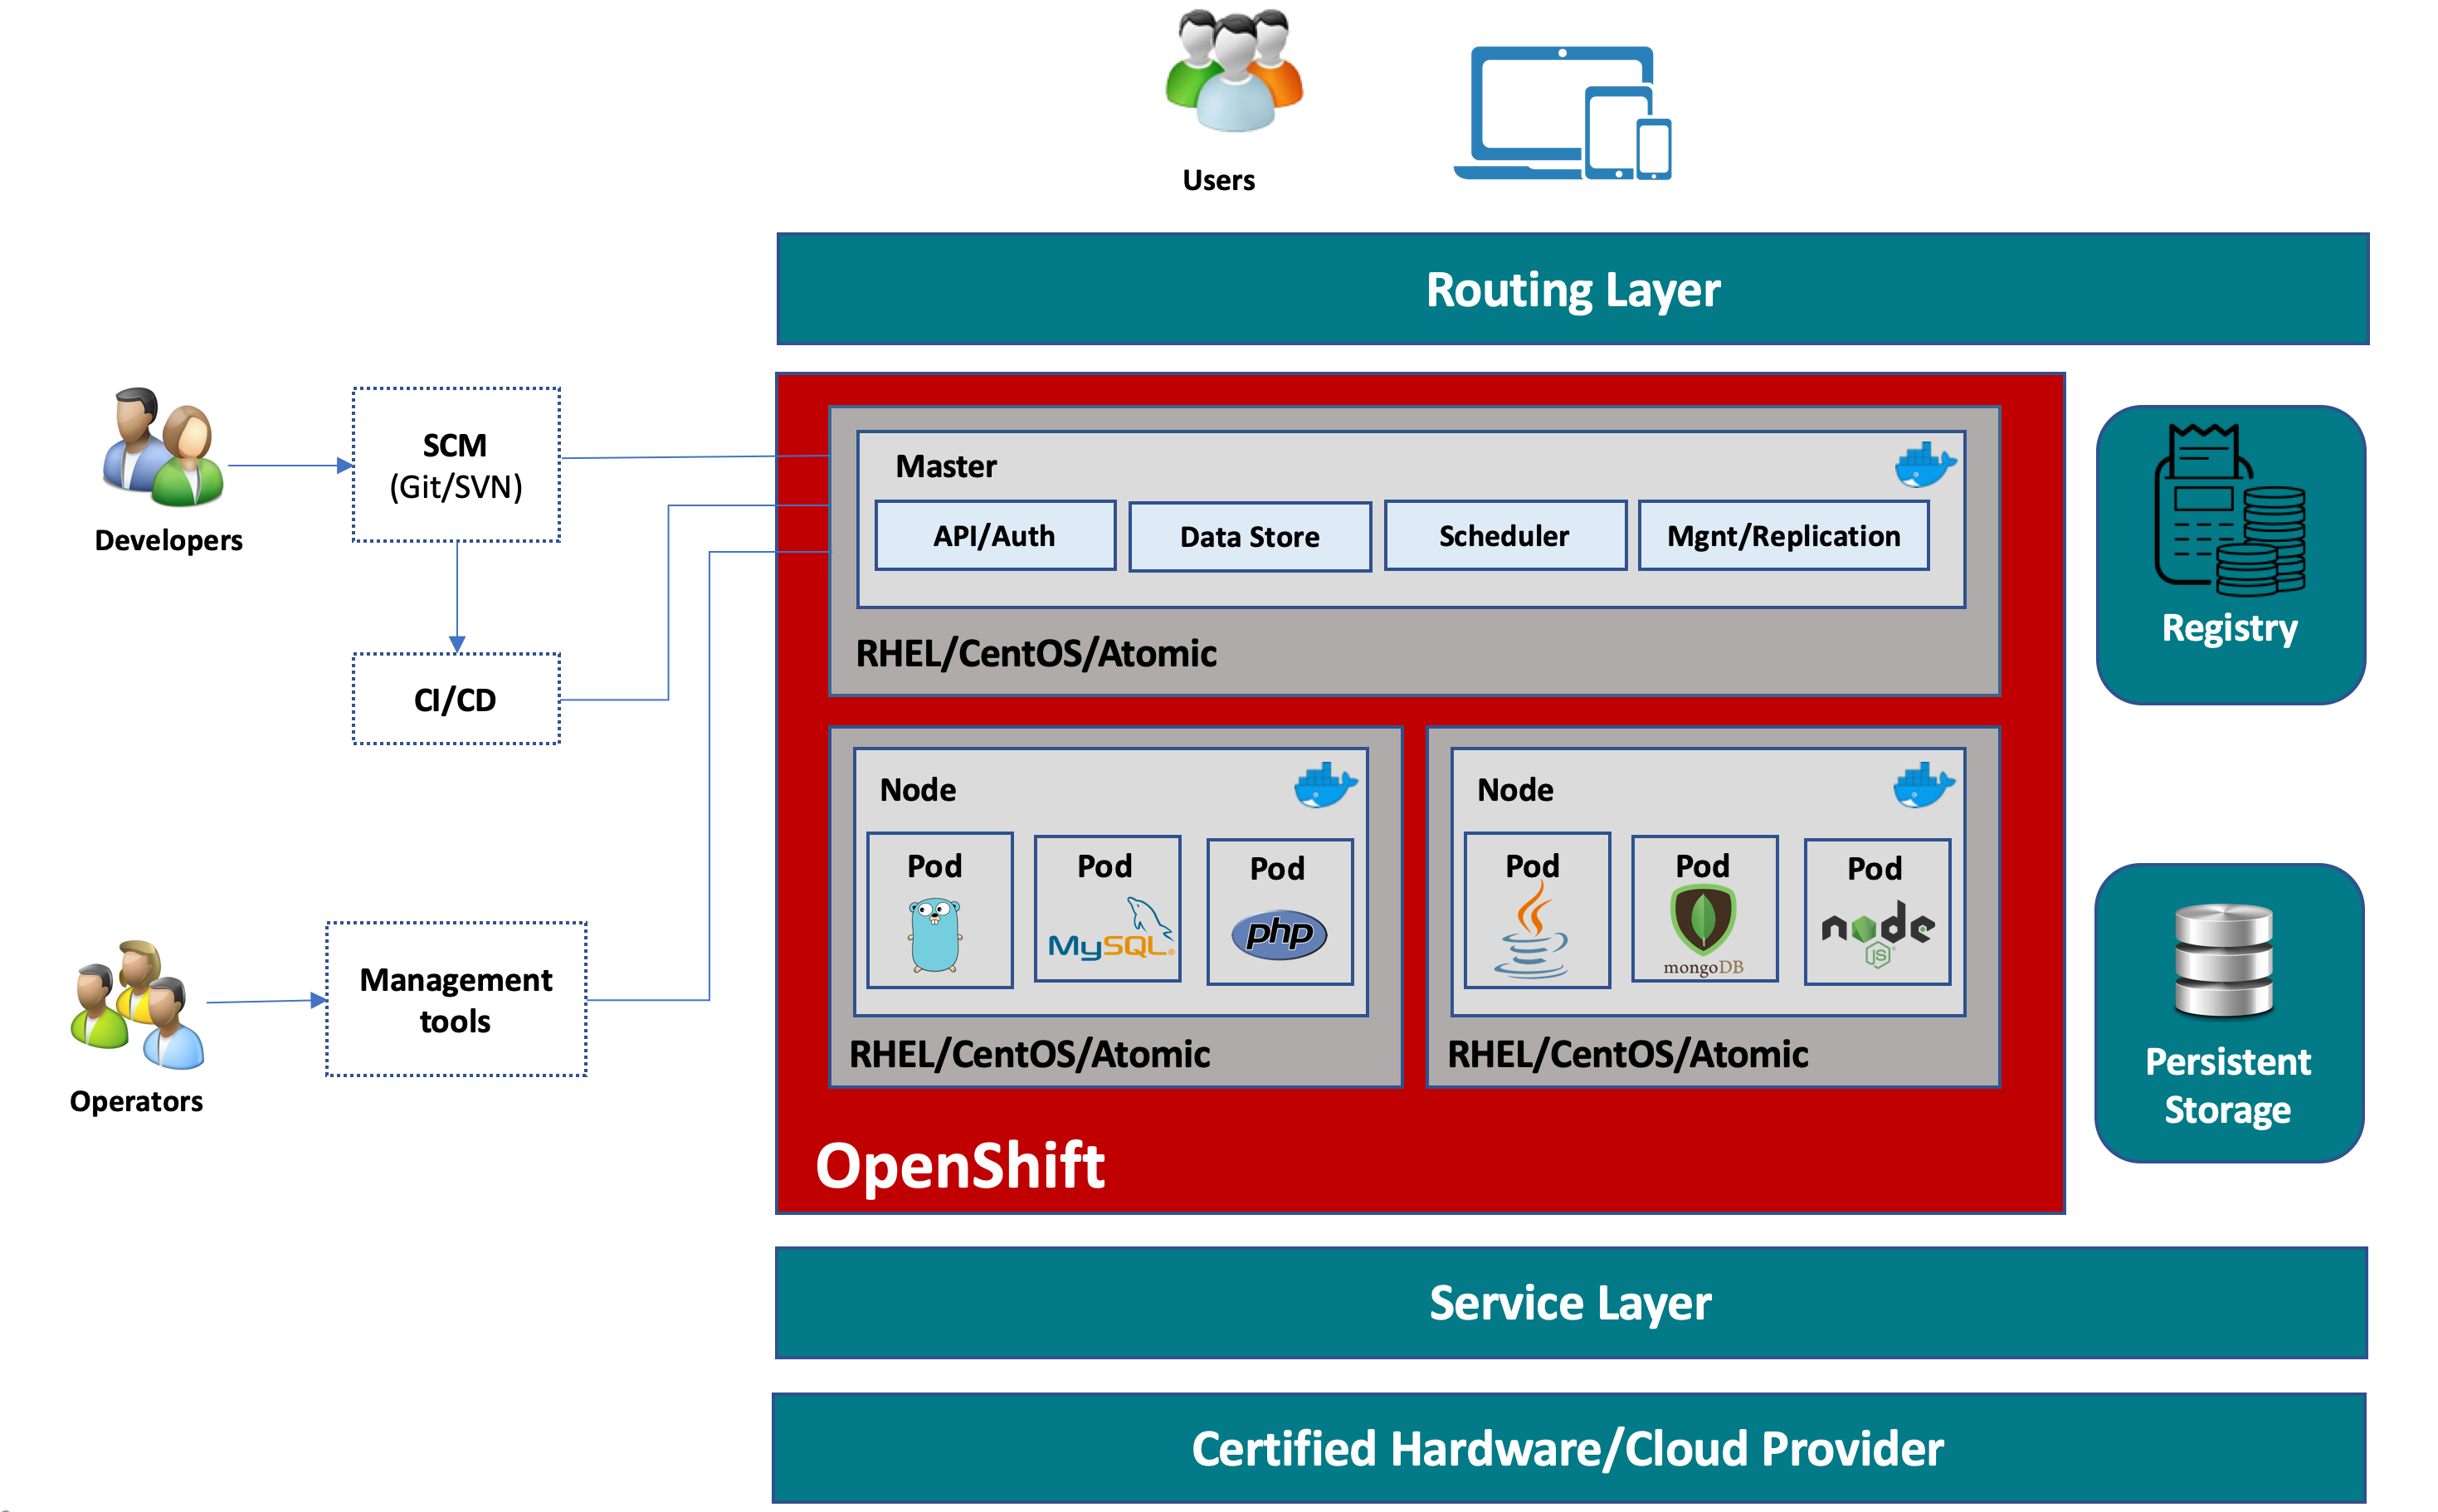 Users
Routing Layer
Developers
SCM
(Git/SVN)
CI/CD
Operators
Management
tools
Master
API/Auth
Data Store
Scheduler
Mgnt/Replication
RHEL/CentOS/Atomic
Node
Pod
Pod
MySQL
Pod
php
RHEL/CentOS/Atomic
Node
Pod
Pod
mongoDB
Pod
node
JS
RHEL/CentOS/Atomic
OpenShift
Registry
Persistent
Storage
Service Layer
Certified Hardware/Cloud Provider